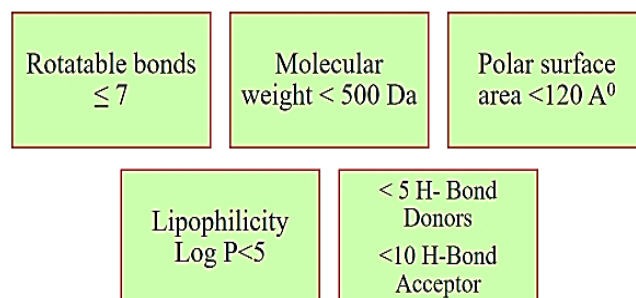 Rotatable bonds
≤ 7
Molecular
weight < 500 Da
Polar surface
area <120 A⁰
Lipophilicity
Log P<5
< 5 H- Bond
Donors
<10 H-Bond
Acceptor